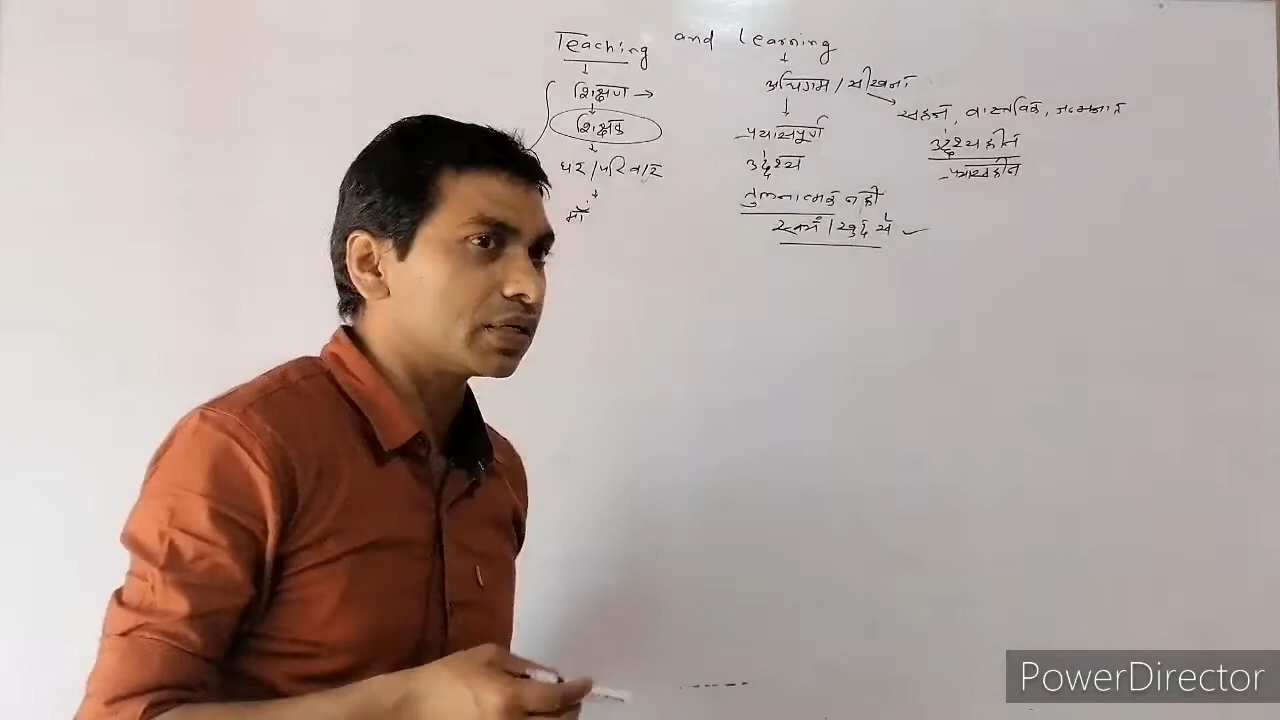 Teaching and Learning
शिक्षण →
शिक्षक
घर / परिवार
माँ
अधिगम / सीखना
प्रयासपूर्ण
उद्देश्य
तुलनात्मक नही
स्वयं / खुद से ✓
सहज, वास्तविक, जन्मजात
उद्देश्यहीन
प्रयासहीन
PowerDirector